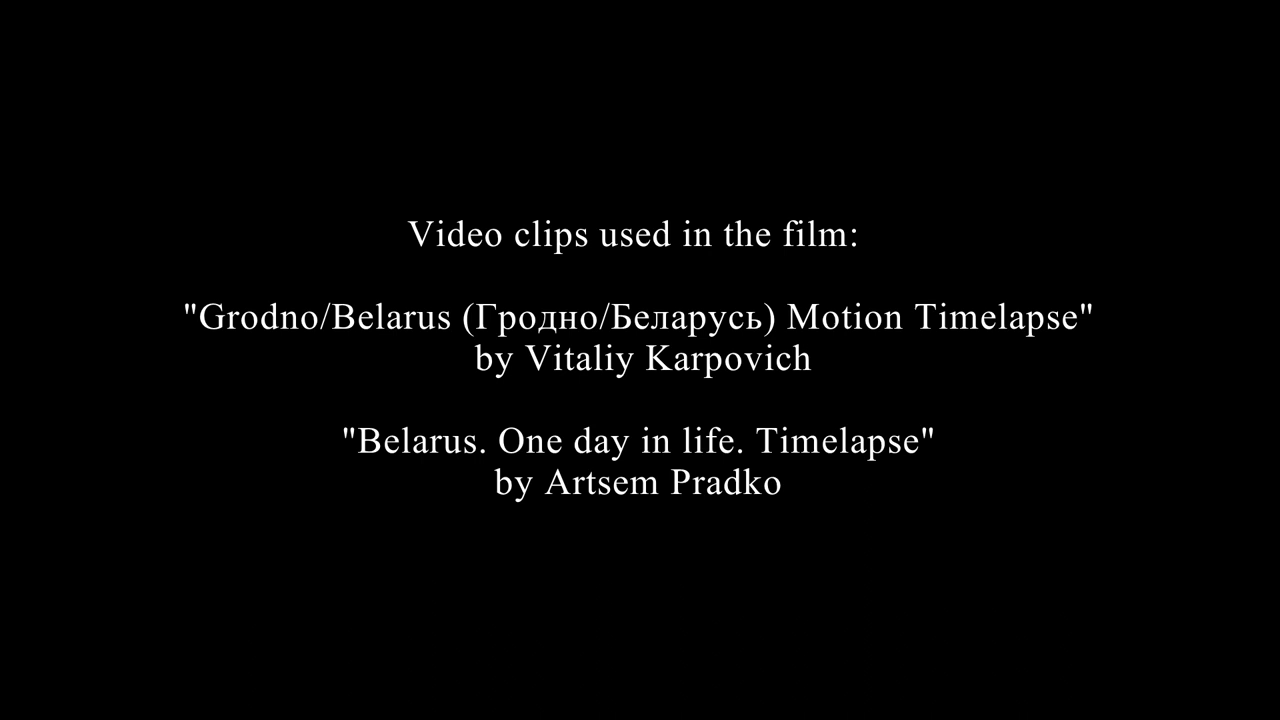 Video clips used in the film:
"Grodno/Belarus (Гродно/Беларусь) Motion Timelapse"
by Vitaliy Karpovich
"Belarus. One day in life. Timelapse"
by Artsem Pradko